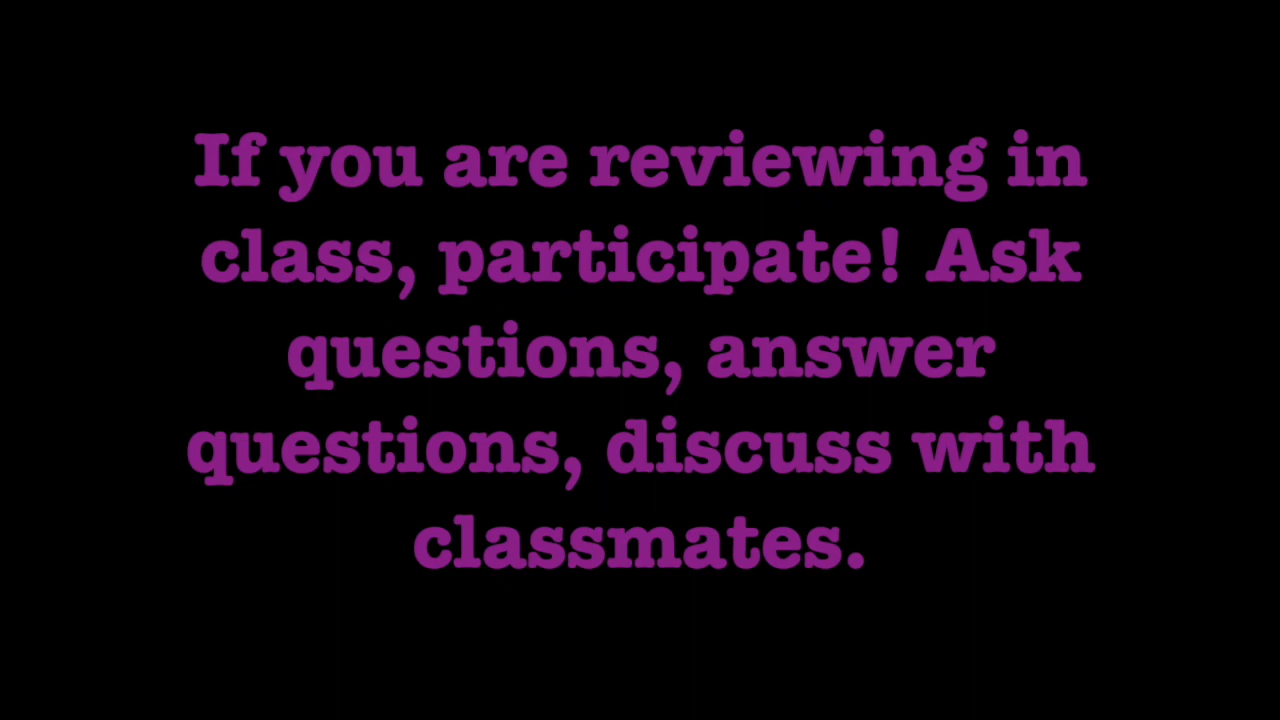 If you are reviewing in
class, participate! Ask
questions, answer
questions, discuss with
classmates.